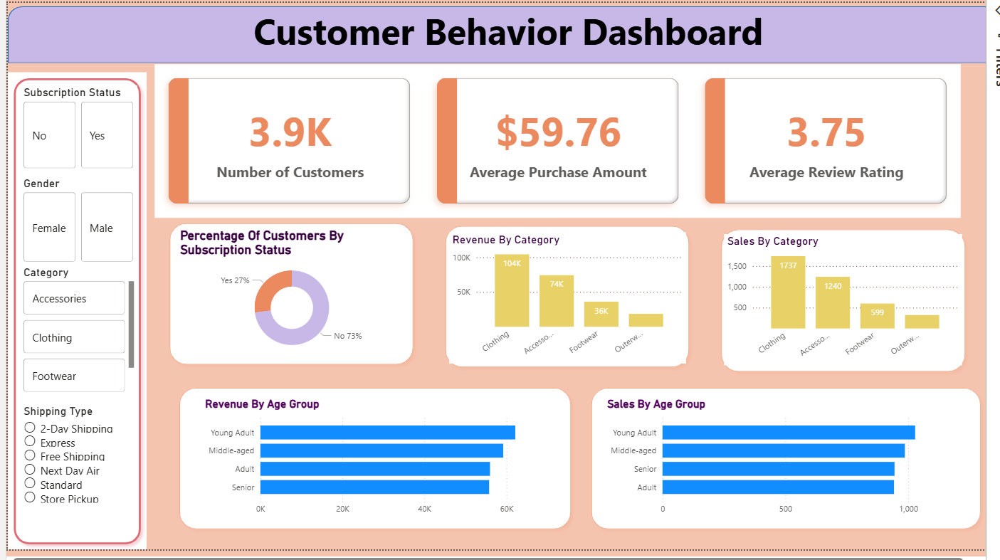 Customer Behavior Dashboard
Subscription Status
No
Yes
Gender
Female
Male
Category
Accessories
Clothing
Footwear
Shipping Type
2-Day Shipping
Express
Free Shipping
Next Day Air
Standard
Store Pickup
3.9K
Number of Customers
$59.76
Average Purchase Amount
3.75
Average Review Rating
Percentage Of Customers By
Subscription Status
Yes 27%
No 73%
Revenue By Category
100K
50K
104K
74K
36K
Clothing
Accesso...
Footwear
Outerw...
Sales By Category
1,500
1,000
500
1737
1240
599
Clothing
Accesso...
Footwear
Outerw...
Revenue By Age Group
Young Adult
Middle-aged
Adult
Senior
0K
20K
40K
60K
Sales By Age Group
Young Adult
Middle-aged
Senior
Adult
0
500
1,000